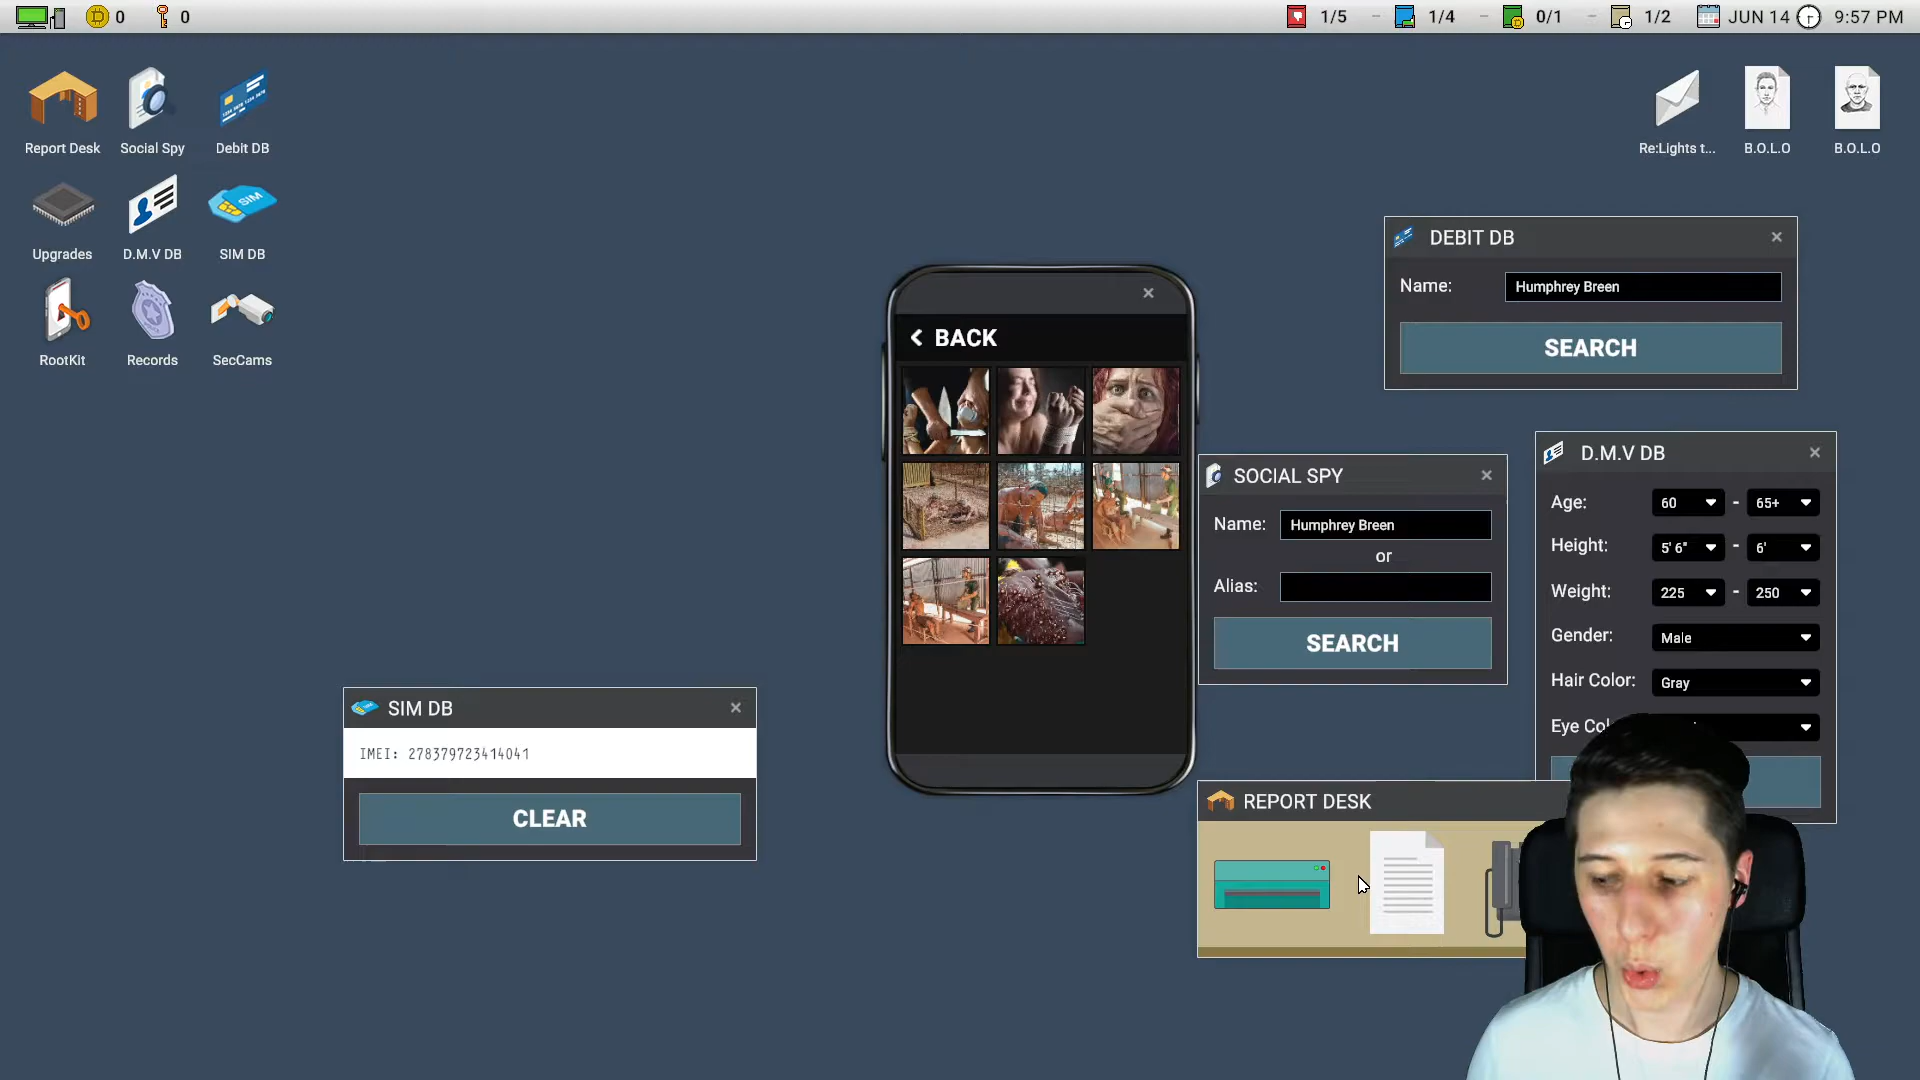 0 0 1/5 - 1/4 - 0/1 - 1/2 JUN 14 9:57 PM
Report Desk Social Spy Debit DB
Re:Lights t... B.O.L.O B.O.L.O
Upgrades D.M.V DB SIM DB
SIM
RootKit Records SecCams
DEBIT DB
Name: Humphrey Breen
SEARCH
BACK
SOCIAL SPY
Name: Humphrey Breen
or
Alias:
SEARCH
D.M.V DB
Age: 60 - 65+
Height: 5' 6" - 6'
Weight: 225 - 250
Gender: Male
Hair Color: Gray
Eye Co
SIM DB
IMEI: 278379723414041
CLEAR
REPORT DESK